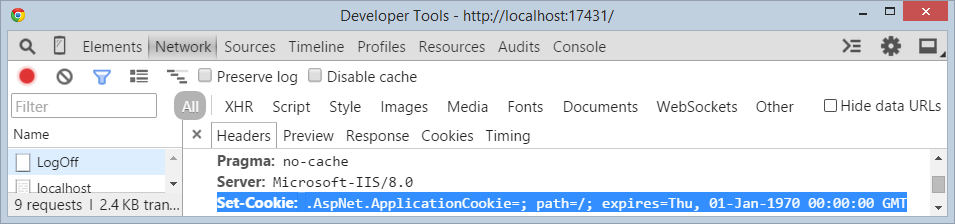 Developer Tools - http://localhost:17431/
Elements Network Sources Timeline Profiles Resources Audits Console
Preserve log Disable cache
Filter All XHR Script Style Images Media Fonts Documents WebSockets Other Hide data URLs
Name × Headers Preview Response Cookies Timing
LogOff Pragma: no-cache
localhost Server: Microsoft-IIS/8.0
9 requests | 2.4 KB tran... Set-Cookie: .AspNet.ApplicationCookie=; path=/; expires=Thu, 01-Jan-1970 00:00:00 GMT